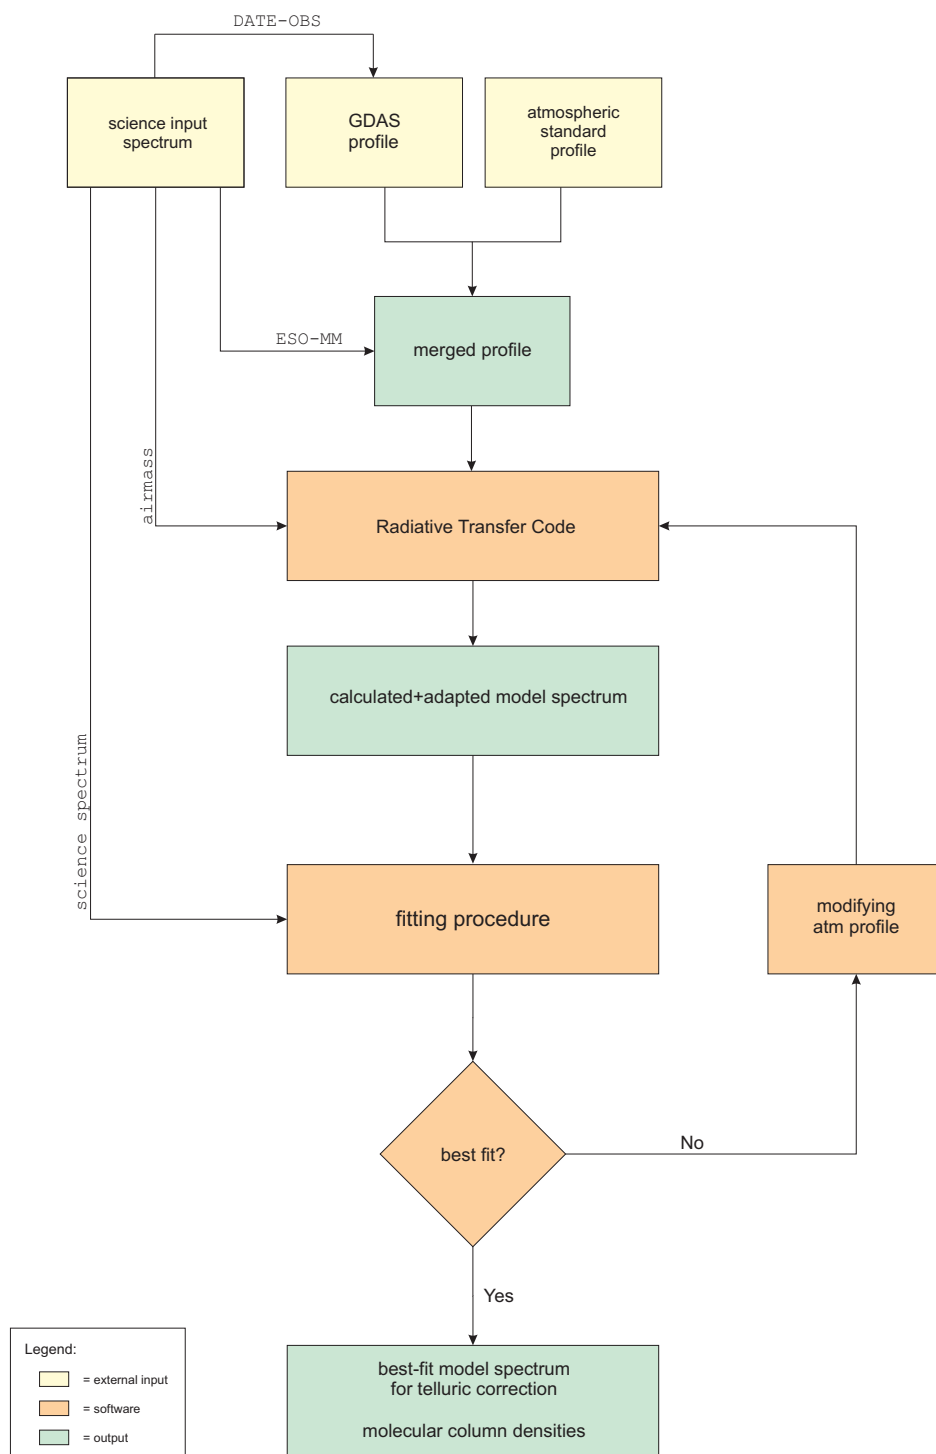 DATE-OBS
science input
spectrum
GDAS
profile
atmospheric
standard
profile
ESO-MM
merged profile
airmass
Radiative Transfer Code
calculated+adapted model spectrum
science spectrum
fitting procedure
modifying
atm profile
best fit?
No
Yes
best-fit model spectrum
for telluric correction
molecular column densities
Legend:
= external input
= software
= output